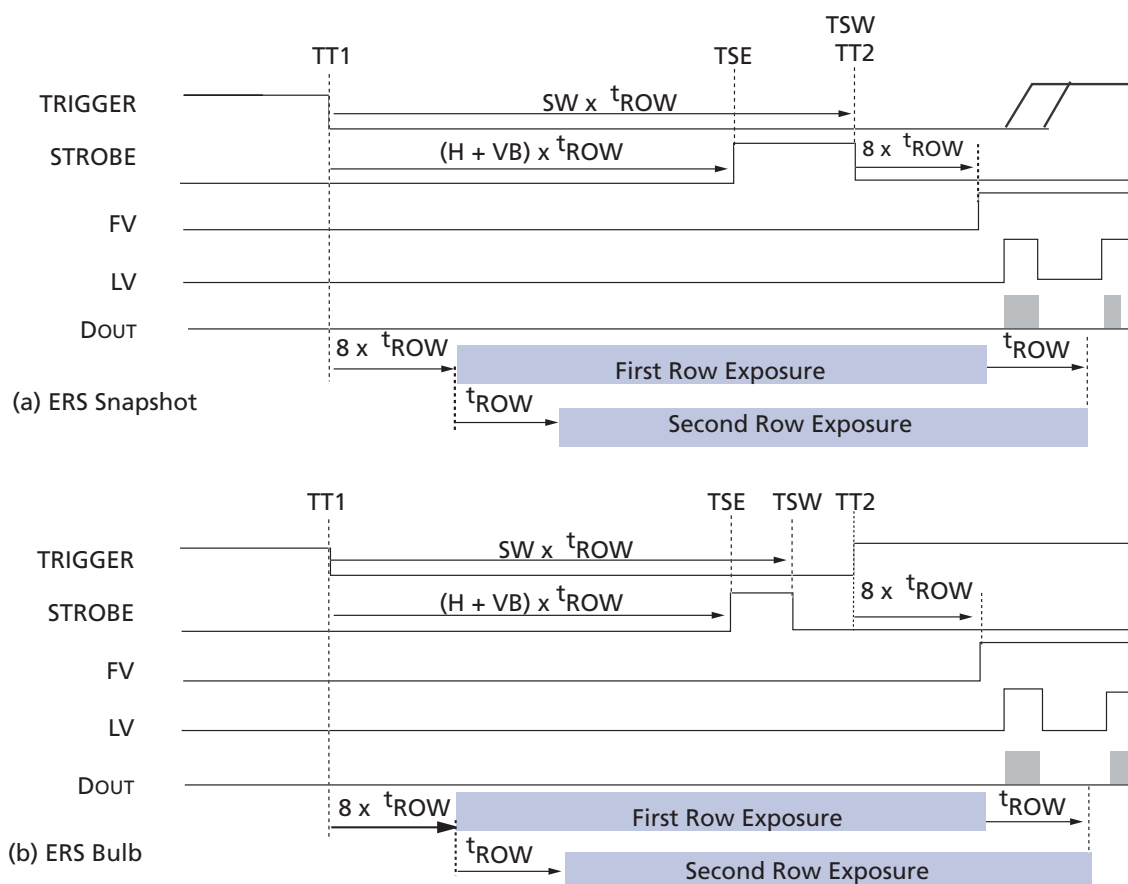 TSW
TT1 TSE TT2
TRIGGER SW x tROW
STROBE (H + VB) x tROW 8 x tROW
FV
LV
DOUT
8 x tROW First Row Exposure tROW
(a) ERS Snapshot tROW Second Row Exposure
TT1 TSE TSW TT2
TRIGGER SW x tROW
STROBE (H + VB) x tROW 8 x tROW
FV
LV
DOUT
8 x tROW First Row Exposure tROW
(b) ERS Bulb tROW Second Row Exposure